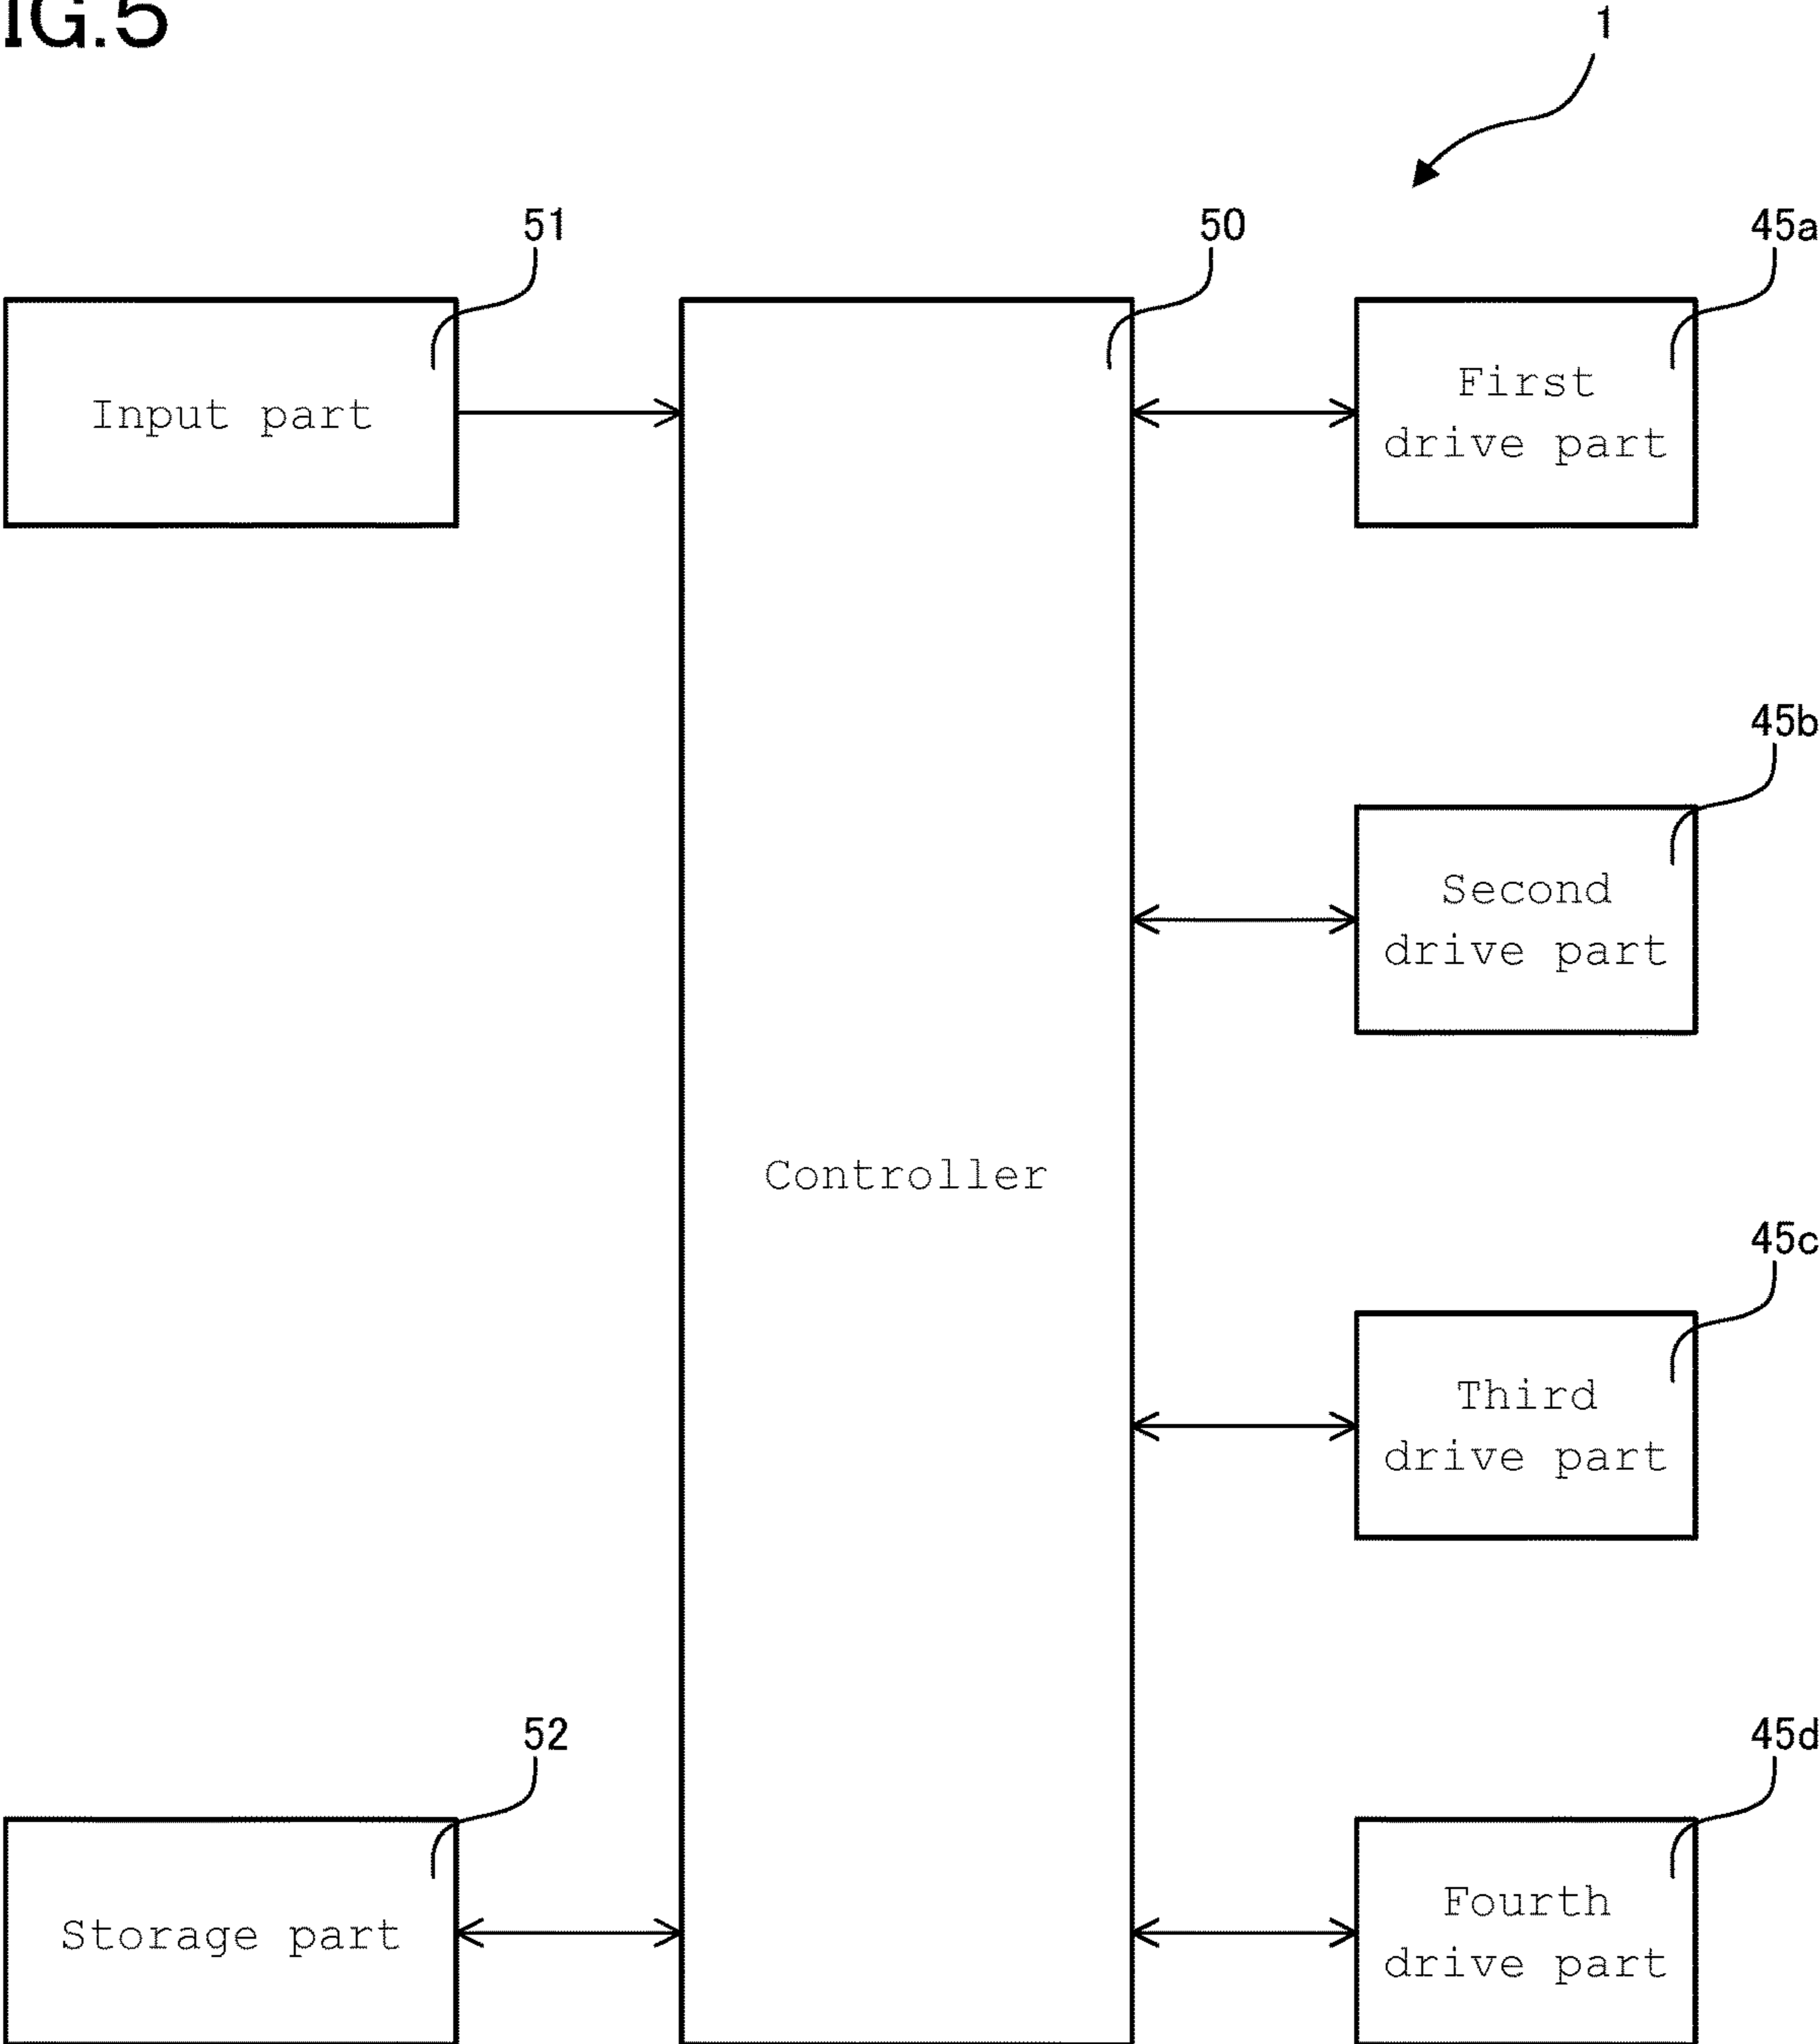 IG.5
1
51
50
45a
Input part
First
drive part
45b
Second
drive part
Controller
45c
Third
drive part
52
45d
Storage part
Fourth
drive part